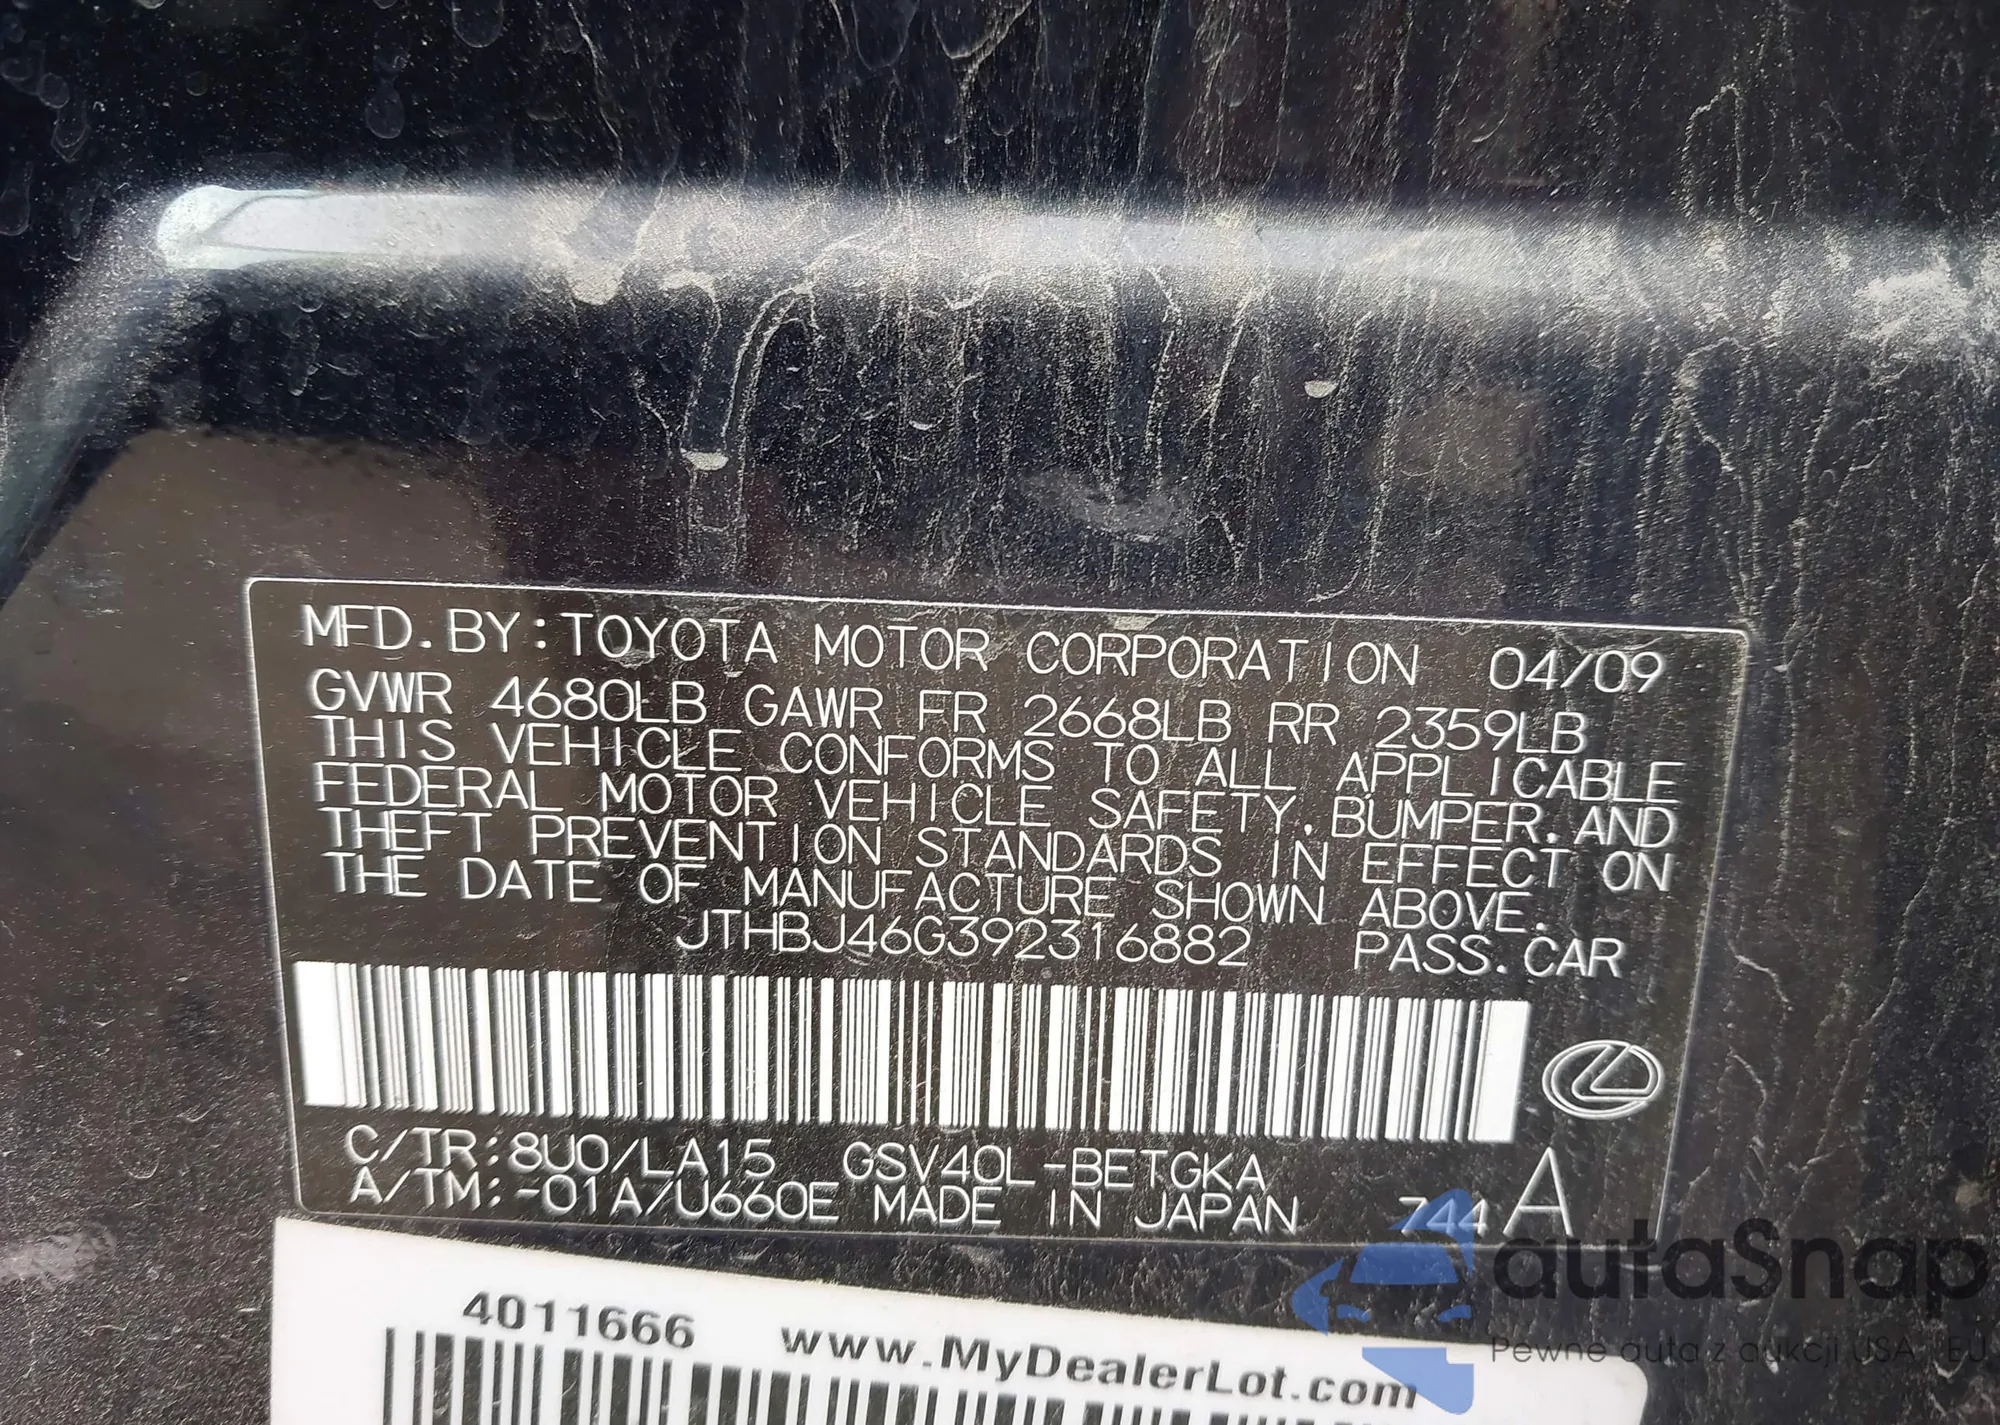 MFD. BY: TOYOTA MOTOR CORPORATION 04/09
GVWR 4680LB GAWR FR 2668LB RR 2359LB
THIS VEHICLE CONFORMS TO ALL APPLICABLE
FEDERAL MOTOR VEHICLE SAFETY, BUMPER, AND
THEFT PREVENTION STANDARDS IN EFFECT ON
THE DATE OF MANUFACTURE SHOWN ABOVE.
JTHBJ46G392316882 PASS. CAR
C/TR: 8U0/LA15 GSV40L-BETGKA
A/TM: -01A/U660E MADE IN JAPAN 744 A
autoSnap
Pewne auta z aukcji USA i EU
4011666 www.MyDealerLot.com